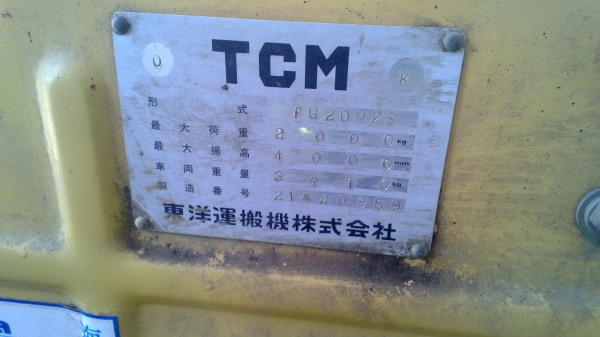 U TCM K
形式 FG20N2S
最大荷重 2000kg
最大揚高 4000mm
車両重量 3410kg
製造番号 21420959
東洋運搬機株式会社